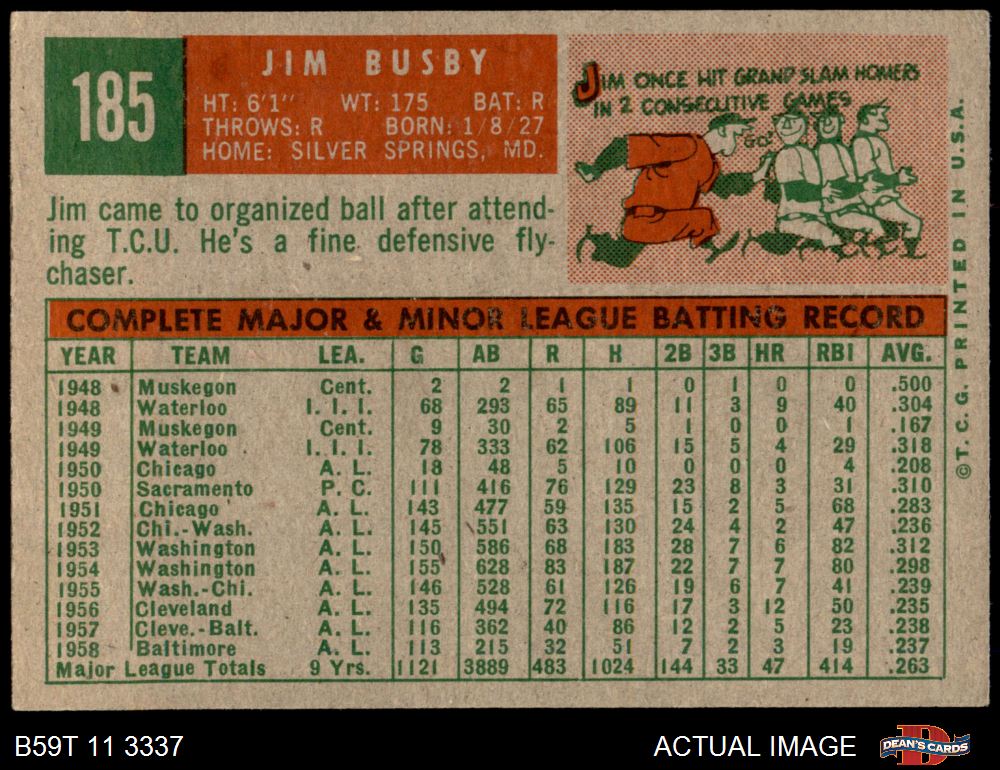 185
JIM BUSBY
HT: 6'1" WT: 175 BAT: R
THROWS: R BORN: 1/8/27
HOME: SILVER SPRINGS, MD.
JIM ONCE HIT GRAND SLAM HOMERS
IN 2 CONSECUTIVE GAMES
Jim came to organized ball after attend-
ing T.C.U. He's a fine defensive fly-
chaser.
COMPLETE MAJOR & MINOR LEAGUE BATTING RECORD
YEAR TEAM LEA. G AB R H 2B 3B HR RBI AVG.
1948 Muskegon Cent. 2 2 1 1 0 1 0 0 .500
1948 Waterloo I. I. I. 68 293 65 89 11 3 9 40 .304
1949 Muskegon Cent. 9 30 2 5 1 0 0 1 .167
1949 Waterloo I. I. I. 78 333 62 106 15 5 4 29 .318
1950 Chicago A. L. 18 48 5 10 0 0 0 4 .208
1950 Sacramento P. C. 111 416 76 129 23 8 3 31 .310
1951 Chicago A. L. 143 477 59 135 15 2 5 68 .283
1952 Chi.-Wash. A. L. 145 551 63 130 24 4 2 47 .236
1953 Washington A. L. 150 586 68 183 28 7 6 82 .312
1954 Washington A. L. 155 628 83 187 22 7 7 80 .298
1955 Wash.-Chi. A. L. 146 528 61 126 19 6 7 41 .239
1956 Cleveland A. L. 135 494 72 116 17 3 12 50 .235
1957 Cleve.-Balt. A. L. 116 362 40 86 12 2 5 23 .238
1958 Baltimore A. L. 113 215 32 51 7 2 3 19 .237
Major League Totals 9 Yrs. 1121 3889 483 1024 144 33 47 414 .263
©T. C. G. PRINTED IN U.S.A.
B59T 11 3337
ACTUAL IMAGE
D
DEAN'S CARDS